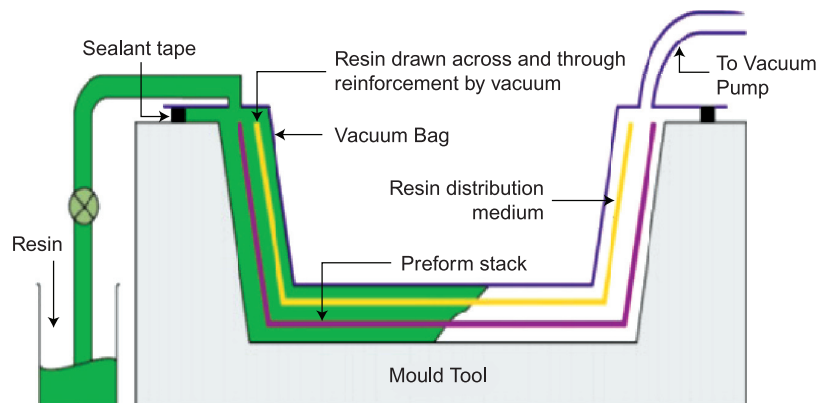 Sealant tape
Resin drawn across and through
reinforcement by vacuum
To Vacuum
Pump
Vacuum Bag
Resin distribution
medium
Resin
Preform stack
Mould Tool